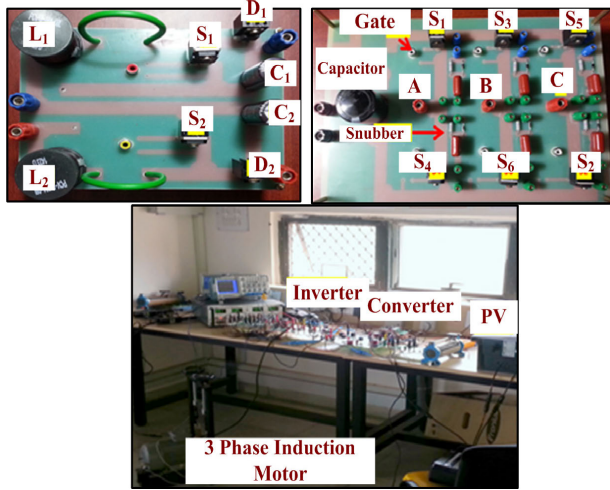 L1
S1
D1
C1
C2
S2
L2
D2
Gate
S1
S3
S5
Capacitor
A
B
C
Snubber
S4
S6
S2
Inverter
Converter
PV
3 Phase Induction
Motor